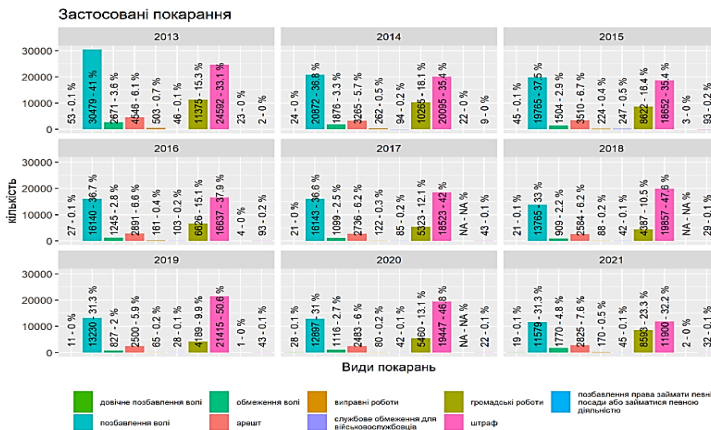 Застосовані покарання
2013
2014
2015
30000
20000
10000
0
53 - 0.1 %
30479 - 41 %
2671 - 3.6 %
4546 - 6.1 %
503 - 0.7 %
46 - 0.1 %
11375 - 15.3 %
24592 - 33.1 %
23 - 0 %
2 - 0 %
24 - 0 %
20872 - 36.8 %
1876 - 3.3 %
3265 - 5.7 %
262 - 0.5 %
94 - 0.2 %
10265 - 18.1 %
20095 - 35.4 %
22 - 0 %
9 - 0 %
45 - 0.1 %
19765 - 37.5 %
1504 - 2.9 %
3510 - 6.7 %
224 - 0.4 %
247 - 0.5 %
8622 - 16.4 %
18652 - 35.4 %
3 - 0 %
93 - 0.2 %
2016
2017
2018
30000
20000
10000
0
27 - 0.1 %
16140 - 36.7 %
1245 - 2.8 %
2891 - 6.6 %
161 - 0.4 %
103 - 0.2 %
6626 - 15.1 %
16637 - 37.9 %
4 - 0 %
93 - 0.2 %
21 - 0 %
16143 - 36.6 %
1099 - 2.5 %
2736 - 6.2 %
122 - 0.3 %
85 - 0.2 %
5323 - 12.1 %
18523 - 42 %
NA - NA %
43 - 0.1 %
21 - 0.1 %
13765 - 33 %
909 - 2.2 %
2584 - 6.2 %
88 - 0.2 %
42 - 0.1 %
4387 - 10.5 %
19857 - 47.6 %
NA - NA %
29 - 0.1 %
кількість
2019
2020
2021
30000
20000
10000
0
11 - 0 %
13230 - 31.3 %
827 - 2 %
2500 - 5.9 %
65 - 0.2 %
28 - 0.1 %
4189 - 9.9 %
21415 - 50.6 %
1 - 0 %
43 - 0.1 %
28 - 0.1 %
12897 - 31 %
1116 - 2.7 %
2483 - 6 %
80 - 0.2 %
42 - 0.1 %
5460 - 13.1 %
19447 - 46.8 %
NA - NA %
22 - 0.1 %
19 - 0.1 %
11579 - 31.3 %
1770 - 4.8 %
2825 - 7.6 %
170 - 0.5 %
45 - 0.1 %
8593 - 23.3 %
11900 - 32.2 %
2 - 0 %
32 - 0.1
Види покарань
довічне позбавлення волі
обмеження волі
виправні роботи
громадські роботи
позбавлення права займати певні
посади або займатися певною
діяльністю
позбавлення волі
арешт
службове обмеження для
військовослужбовців
штраф